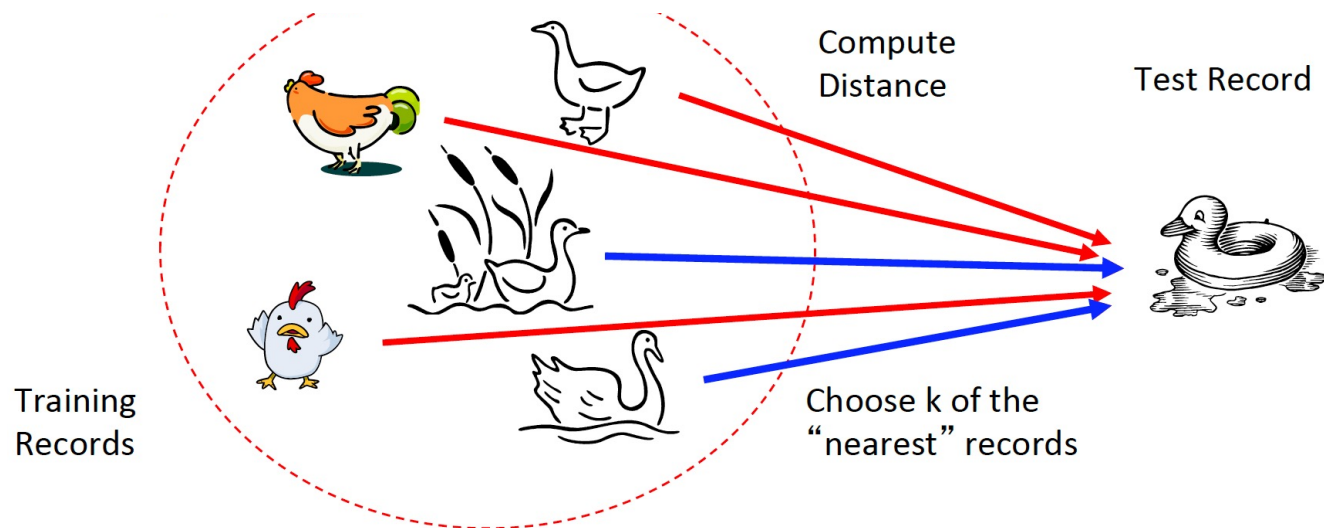 Compute
Distance
Test Record
Training
Records
Choose k of the
“nearest” records